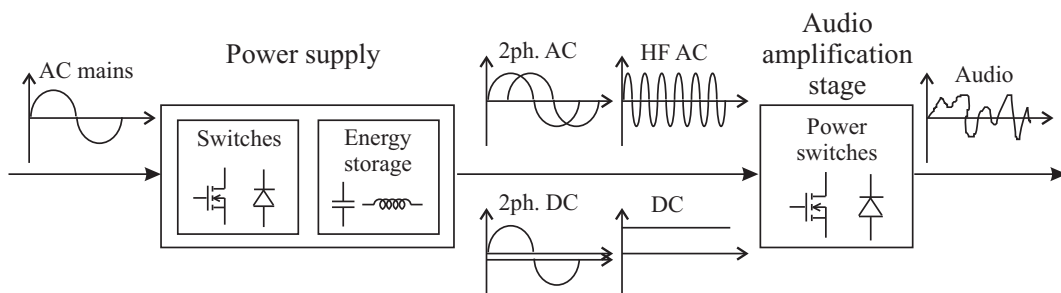 AC mains
Power supply
Switches
Energy
storage
2ph. AC
HF AC
2ph. DC
DC
Audio
amplification
stage
Power
switches
Audio